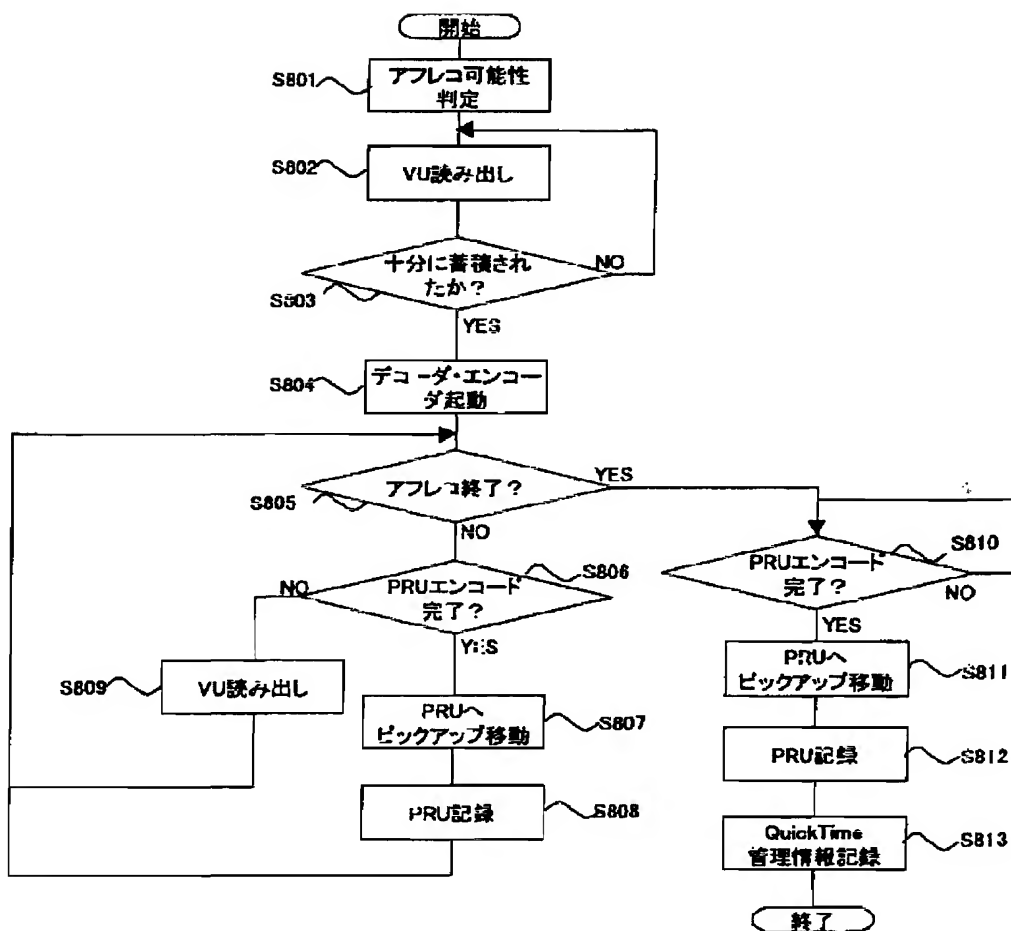 開始
S801
アフレコ可能性
判定
S802
VU読み出し
十分に蓄積され
たか？
NO
S803
YES
S804
デコーダ・エンコー
ダ起動
アフレコ終了？
YES
S805
NO
PRUエンコード
完了？
S806
NO
YES
S809
VU読み出し
PRUへ
ピックアップ移動
S807
PRU記録
S808
PRUエンコード
完了？
S810
NO
YES
PRUへ
ピックアップ移動
S811
PRU記録
S812
QuickTime
管理情報記録
S813
終了